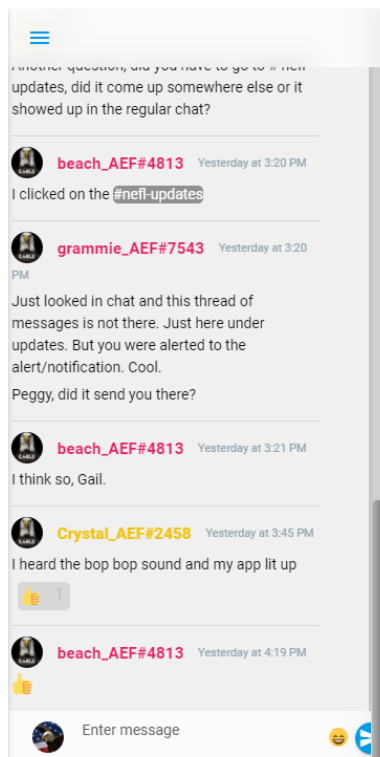 Another question, did you have to go to # nefl
updates, did it come up somewhere else or it
showed up in the regular chat?
beach_AEF#4813 Yesterday at 3:20 PM
I clicked on the #nefl-updates
grammie_AEF#7543 Yesterday at 3:20
PM
Just looked in chat and this thread of
messages is not there. Just here under
updates. But you were alerted to the
alert/notification. Cool.
Peggy, did it send you there?
beach_AEF#4813 Yesterday at 3:21 PM
I think so, Gail.
Crystal_AEF#2458 Yesterday at 3:45 PM
I heard the bop bop sound and my app lit up
👍 1
beach_AEF#4813 Yesterday at 4:19 PM
👍
Enter message